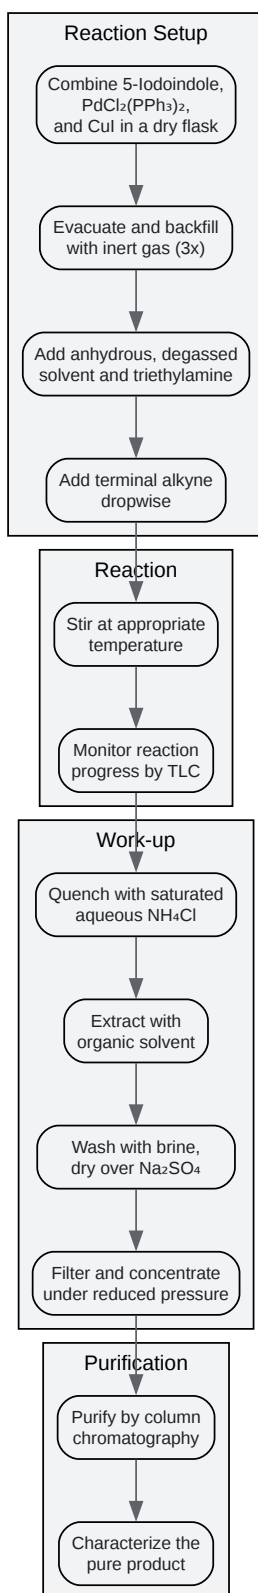 Reaction Setup
Combine 5-Iodoindole,
PdCl₂(PPh₃)₂,
and CuI in a dry flask
Evacuate and backfill
with inert gas (3x)
Add anhydrous, degassed
solvent and triethylamine
Add terminal alkyne
dropwise
Reaction
Stir at appropriate
temperature
Monitor reaction
progress by TLC
Work-up
Quench with saturated
aqueous NH₄Cl
Extract with
organic solvent
Wash with brine,
dry over Na₂SO₄
Filter and concentrate
under reduced pressure
Purification
Purify by column
chromatography
Characterize the
pure product